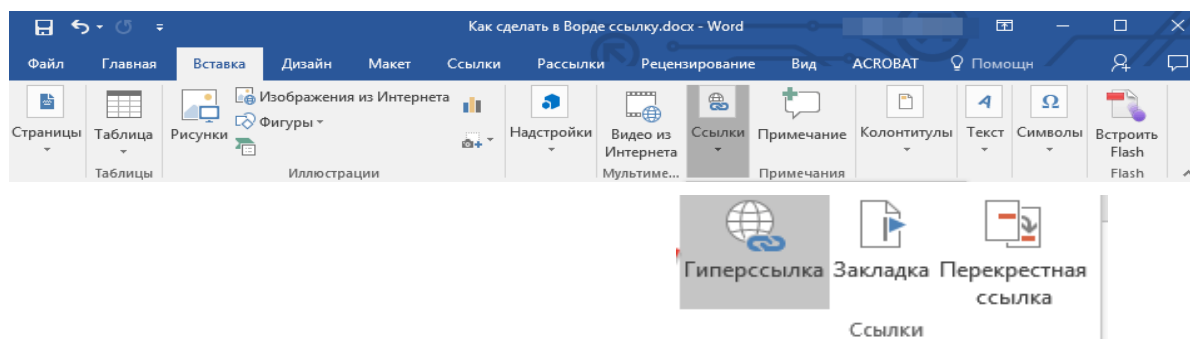 Как сделать в Ворде ссылку.docx - Word
Файл Главная Вставка Дизайн Макет Ссылки Рассылки Рецензирование Вид ACROBAT Помощн
Страницы Таблица Рисунки Изображения из Интернета Фигуры Надстройки Видео из Интернета Ссылки Примечание Колонтитулы Текст Символы Встроить Flash
Таблицы Иллюстрации Мультиме... Примечания Flash
Гиперссылка Закладка Перекрестная
ссылка
Ссылки